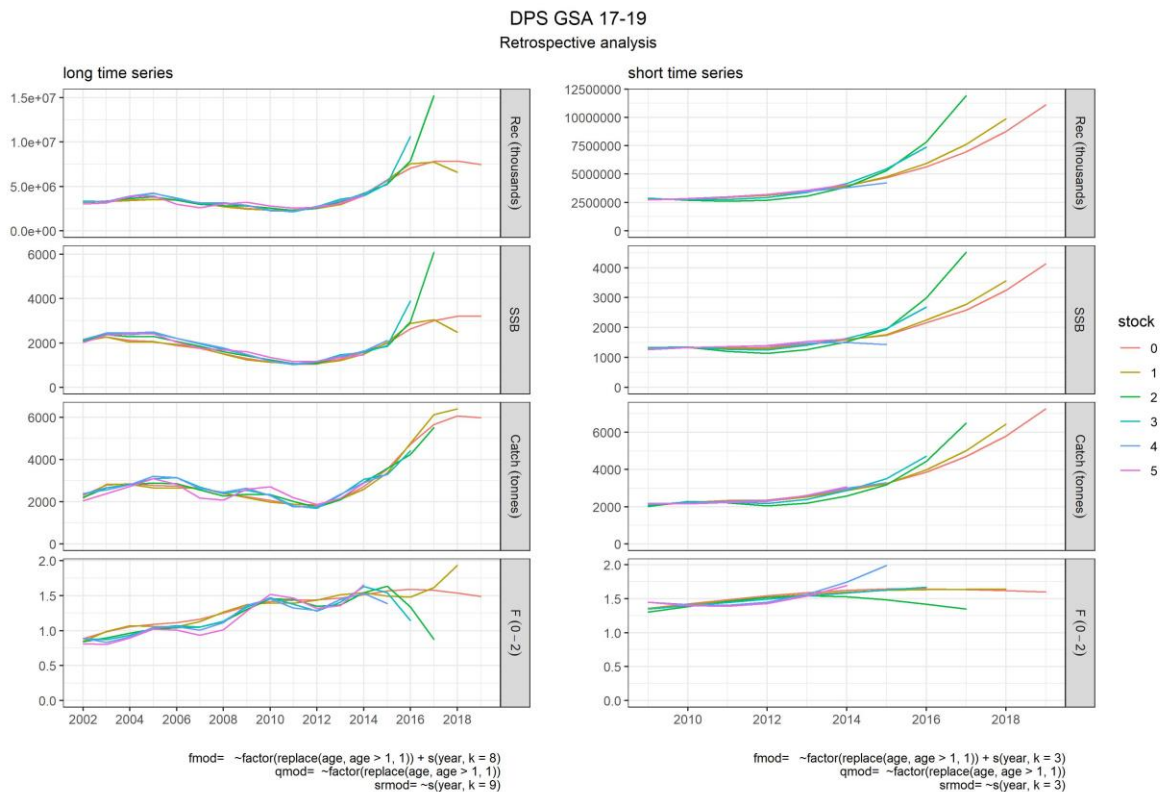 DPS GSA 17-19
Retrospective analysis
long time series
1.5e+07
1.0e+07
5.0e+06
0.0e+00
Rec (thousands)
6000
4000
2000
0
SSB
6000
4000
2000
0
Catch (tonnes)
2.0
1.5
1.0
0.5
0.0
F (0 – 2)
2002 2004 2006 2008 2010 2012 2014 2016 2018
fmod= ~factor(replace(age, age > 1, 1)) + s(year, k = 8)
qmod= ~factor(replace(age, age > 1, 1))
srmod= ~s(year, k = 9)
short time series
12500000
10000000
7500000
5000000
2500000
0
Rec (thousands)
4000
3000
2000
1000
0
SSB
6000
4000
2000
0
Catch (tonnes)
2.0
1.5
1.0
0.5
0.0
F (0 – 2)
2010 2012 2014 2016 2018
fmod= ~factor(replace(age, age > 1, 1)) + s(year, k = 3)
qmod= ~factor(replace(age, age > 1, 1))
srmod= ~s(year, k = 3)
stock
0
1
2
3
4
5